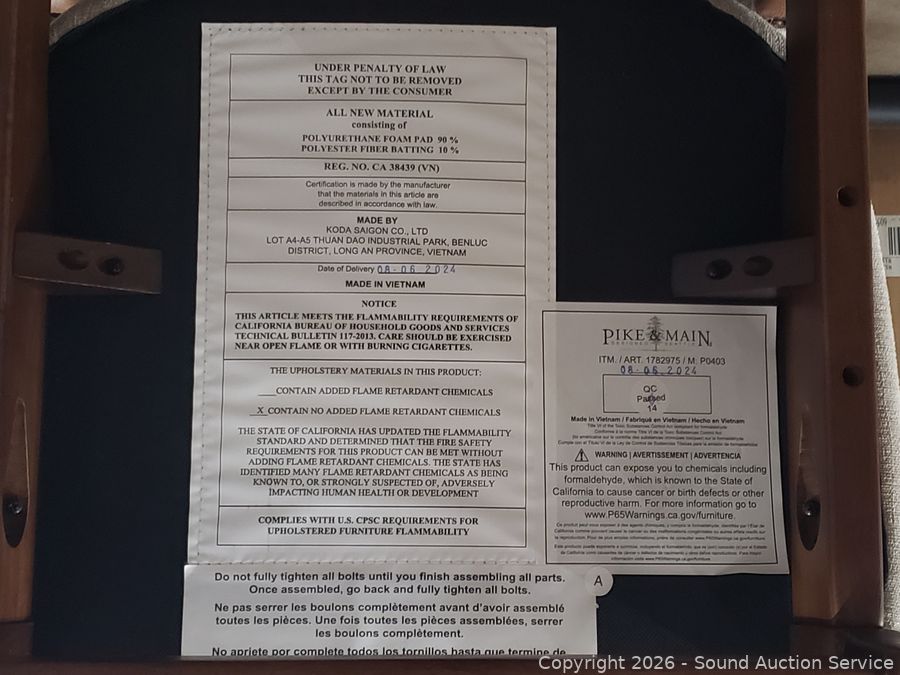 UNDER PENALTY OF LAW
THIS TAG NOT TO BE REMOVED
EXCEPT BY THE CONSUMER
ALL NEW MATERIAL
consisting of
POLYURETHANE FOAM PAD 90 %
POLYESTER FIBER BATTING 10 %
REG. NO. CA 38439 (VN)
Certification is made by the manufacturer
that the materials in this article are
described in accordance with law.
MADE BY
KODA SAIGON CO., LTD
LOT A4-A5 THUAN DAO INDUSTRIAL PARK, BENLUC
DISTRICT, LONG AN PROVINCE, VIETNAM
Date of Delivery 08-06 2024
MADE IN VIETNAM
NOTICE
THIS ARTICLE MEETS THE FLAMMABILITY REQUIREMENTS OF
CALIFORNIA BUREAU OF HOUSEHOLD GOODS AND SERVICES
TECHNICAL BULLETIN 117-2013. CARE SHOULD BE EXERCISED
NEAR OPEN FLAME OR WITH BURNING CIGARETTES.
THE UPHOLSTERY MATERIALS IN THIS PRODUCT:
____CONTAIN ADDED FLAME RETARDANT CHEMICALS
_X_CONTAIN NO ADDED FLAME RETARDANT CHEMICALS
THE STATE OF CALIFORNIA HAS UPDATED THE FLAMMABILITY
STANDARD AND DETERMINED THAT THE FIRE SAFETY
REQUIREMENTS FOR THIS PRODUCT CAN BE MET WITHOUT
ADDING FLAME RETARDANT CHEMICALS. THE STATE HAS
IDENTIFIED MANY FLAME RETARDANT CHEMICALS AS BEING
KNOWN TO, OR STRONGLY SUSPECTED OF, ADVERSELY
IMPACTING HUMAN HEALTH OR DEVELOPMENT
COMPLIES WITH U.S. CPSC REQUIREMENTS FOR
UPHOLSTERED FURNITURE FLAMMABILITY
PIKE & MAIN
ITM. / ART. 1782975 / M. P0403
08-06.2024
QC
Passed
14
Made in Vietnam / Fabriqué en Vietnam / Hecho en Vietnam
WARNING | AVERTISSEMENT | ADVERTENCIA
This product can expose you to chemicals including
formaldehyde, which is known to the State of
California to cause cancer or birth defects or other
reproductive harm. For more information go to
www.P65Warnings.ca.gov/furniture.
A
Do not fully tighten all bolts until you finish assembling all parts.
Once assembled, go back and fully tighten all bolts.
Ne pas serrer les boulons complètement avant d'avoir assemblé
toutes les pièces. Une fois toutes les pièces assemblées, serrer
les boulons complètement.
No apriete por complete todos los tornillos hasta que termine de
Copyright © 2026 - Sound Auction Service